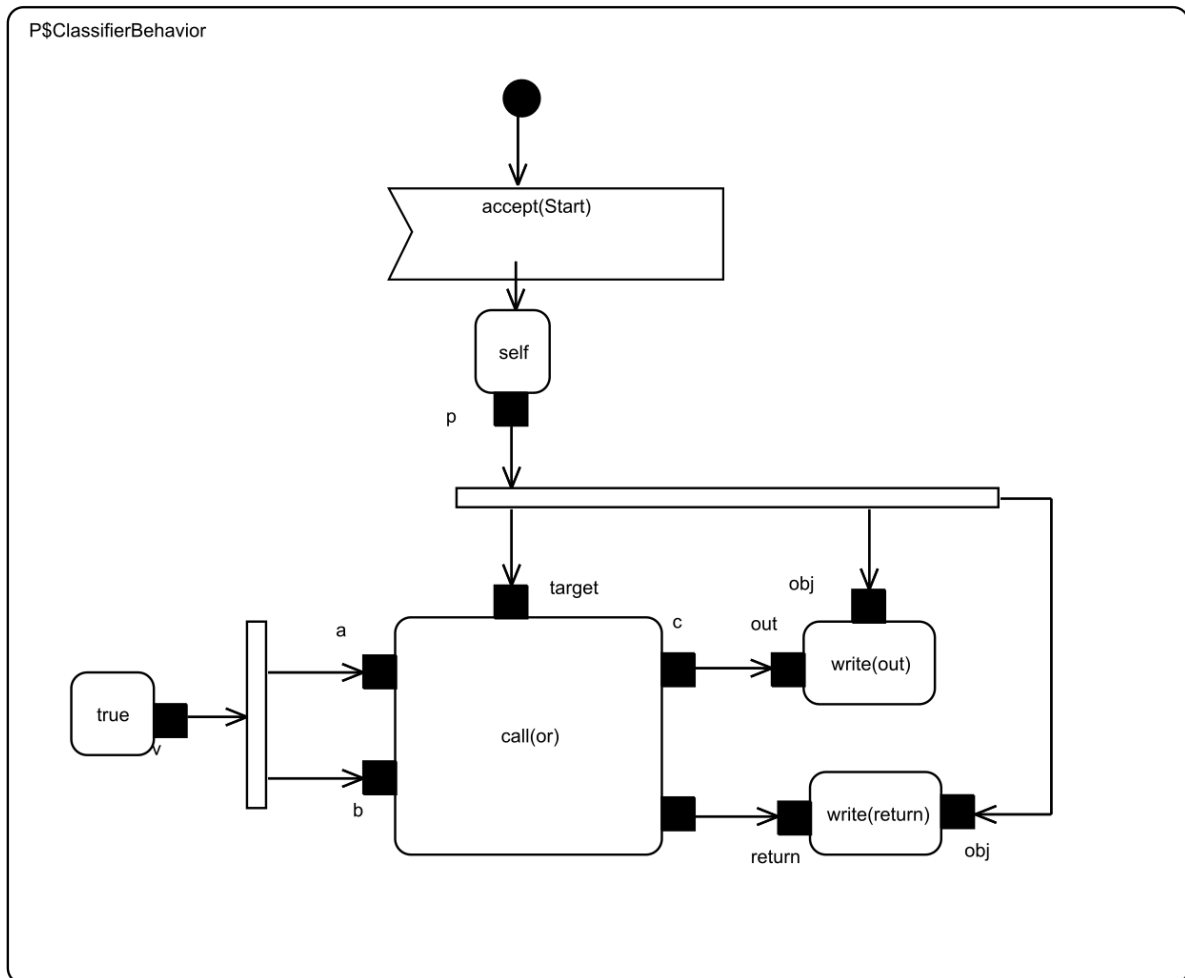 P$ClassifierBehavior
accept(Start)
self
p
target
obj
a
c
out
write(out)
true
v
call(or)
b
write(return)
return
obj